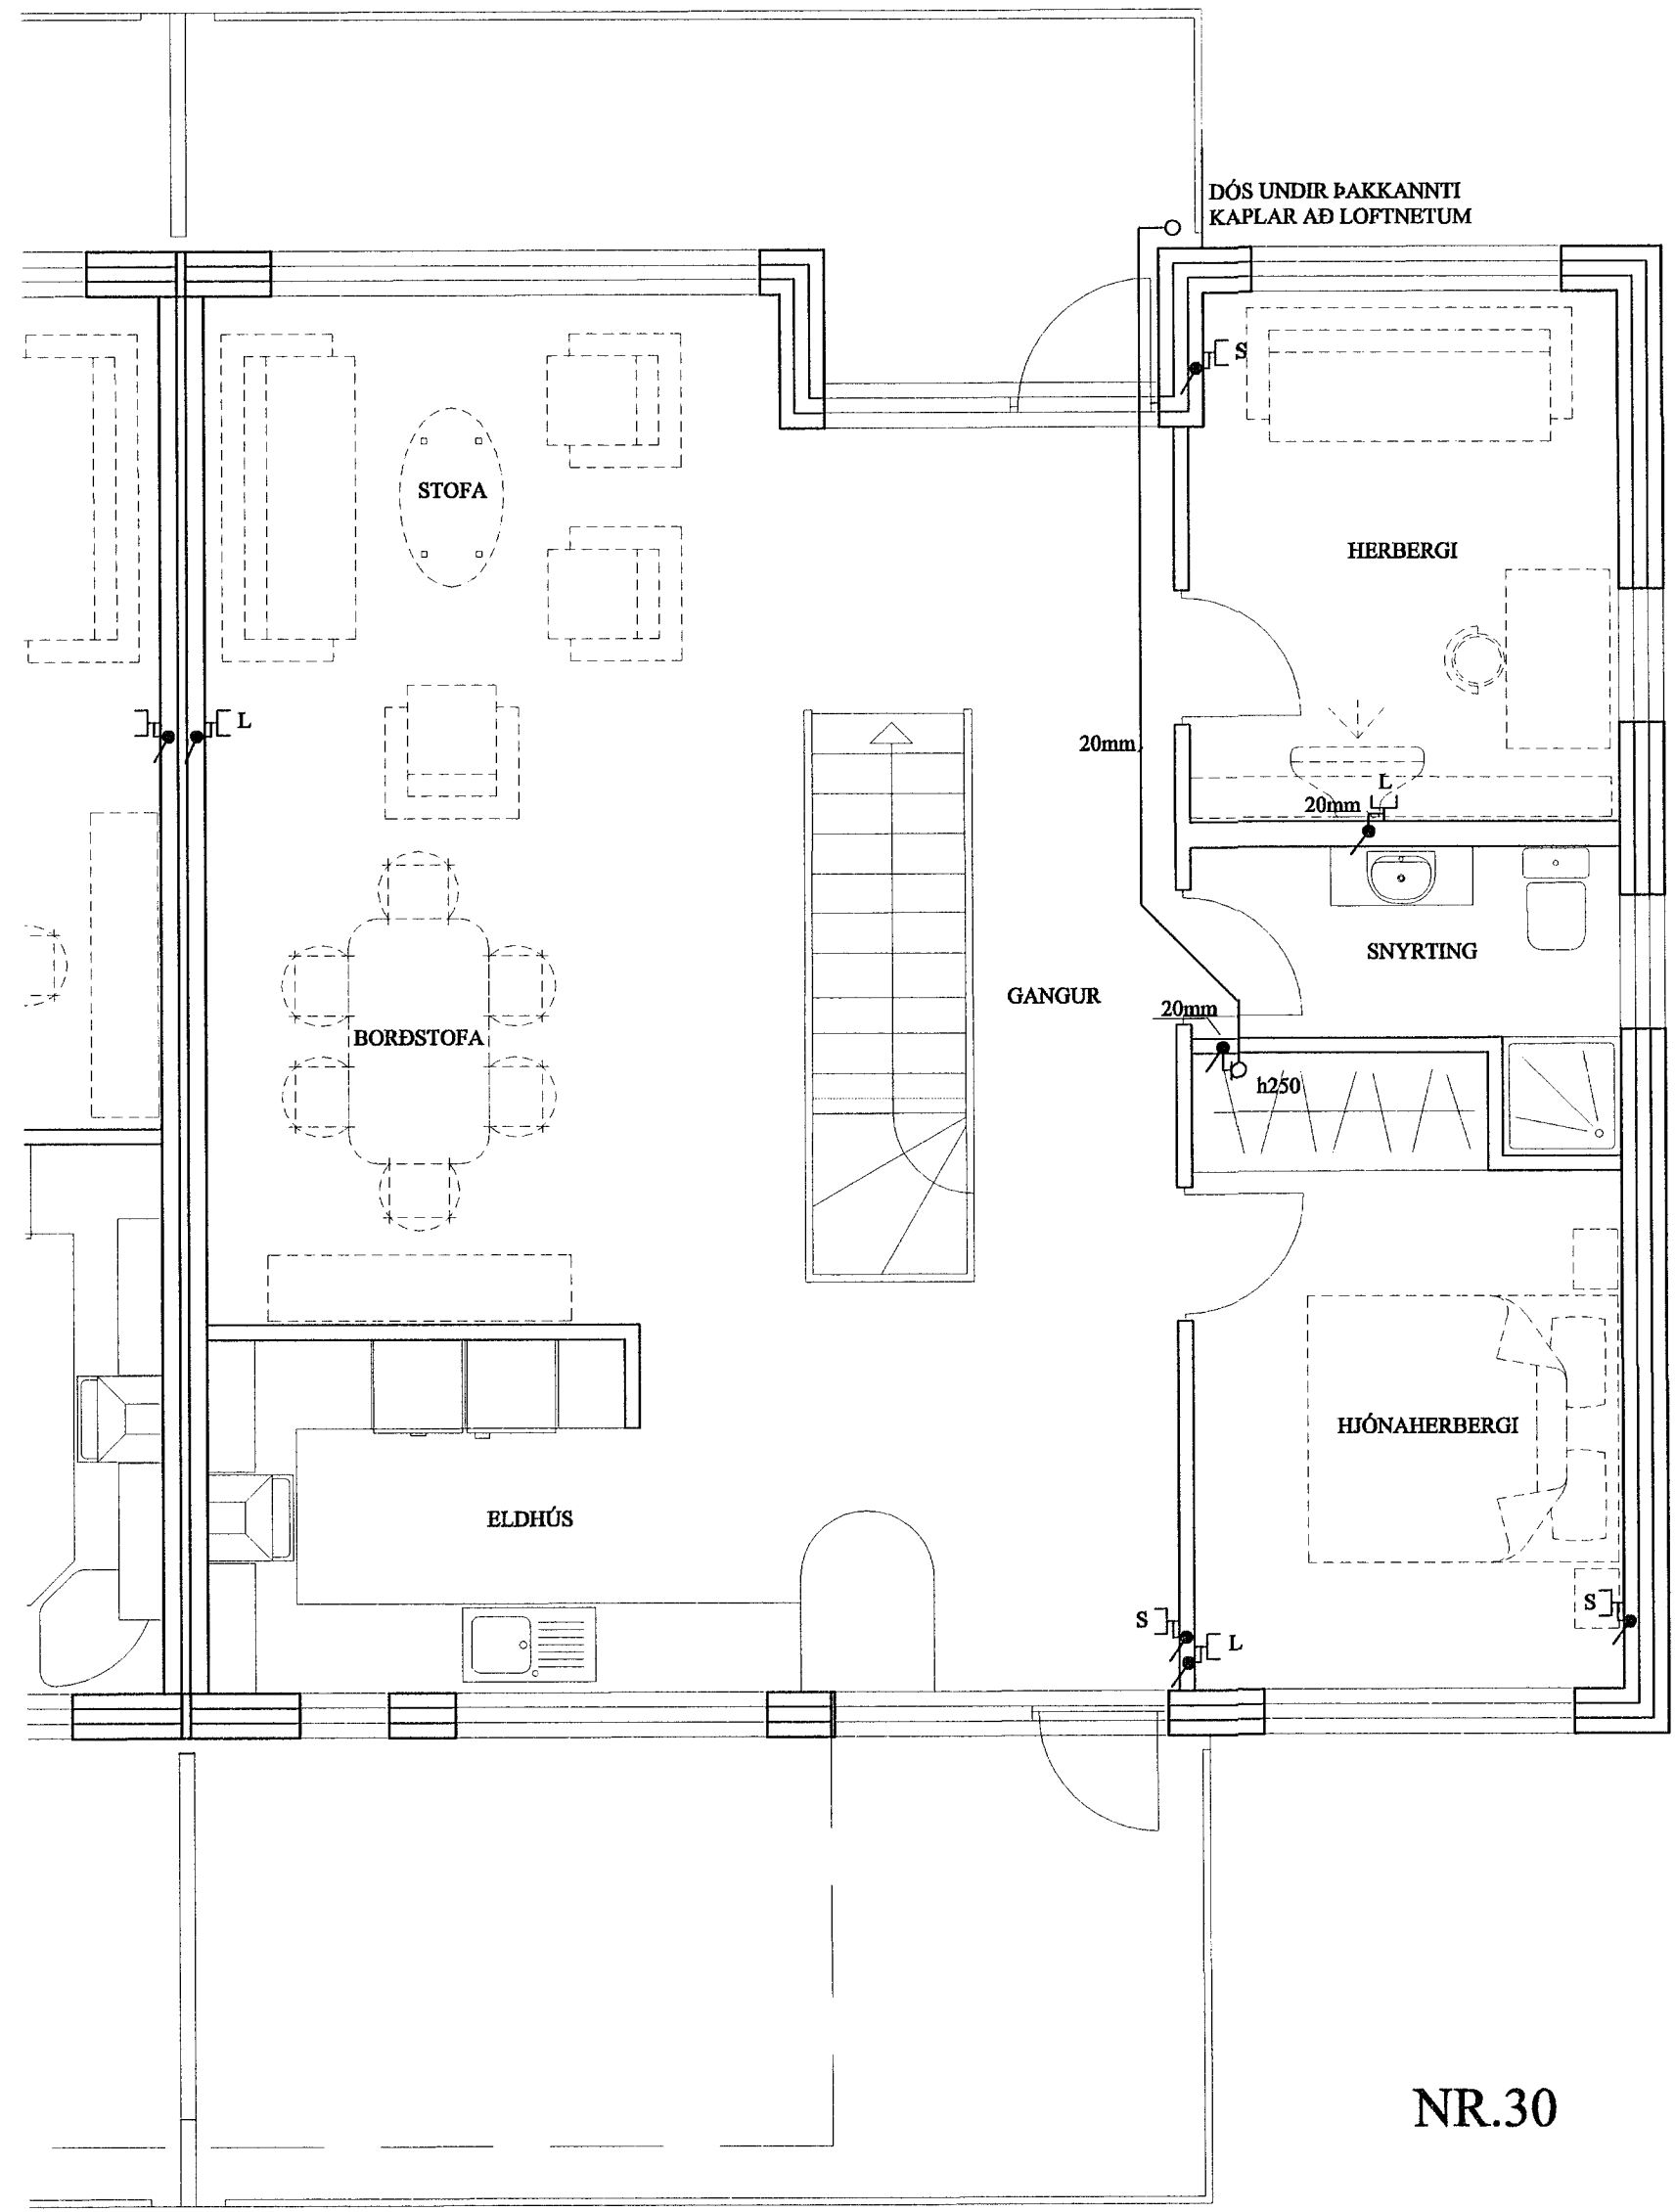 DÓS UNDIR ÞAKKANNTI
KAPLAR AÐ LOFTNETUM
S
STOFA
HERBERGI
L
20mm
L
20mm
SNYRTING
GANGUR
20mm
BORÐSTOFA
h250
HJÓNAHERBERGI
ELDHÚS
S
S
L
NR.30